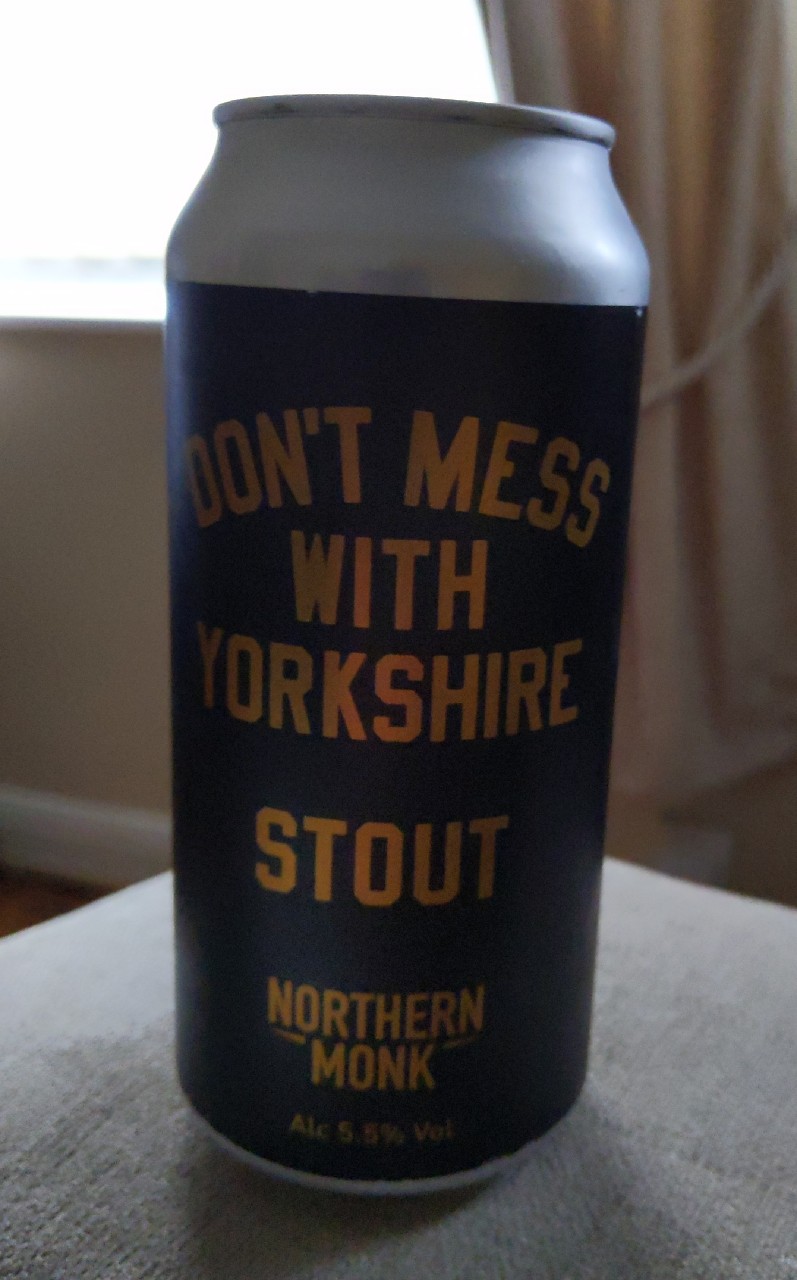 DON'T MESS
WITH
YORKSHIRE
STOUT
NORTHERN
MONK
Alc 5.5% Vol